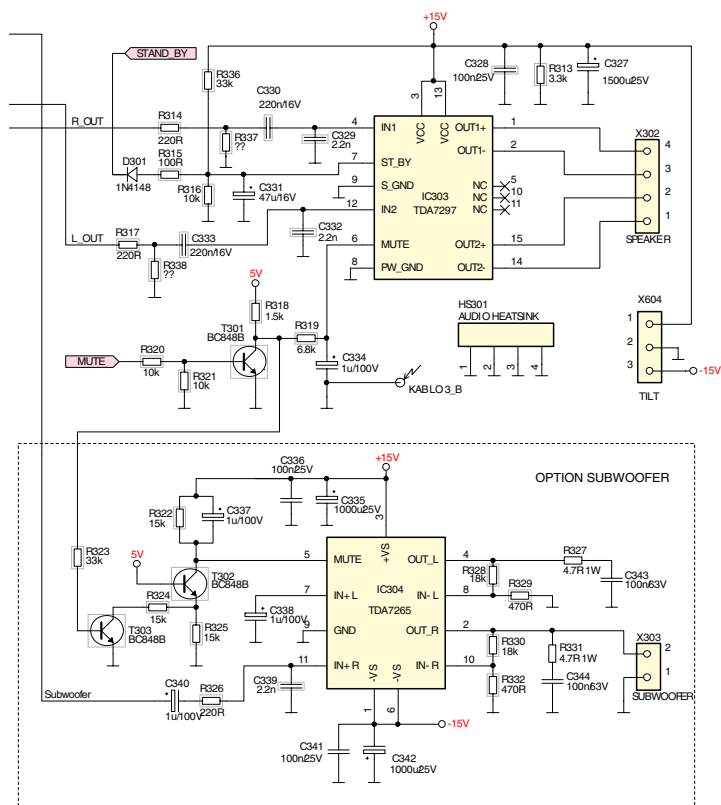 +15V
STAND_BY
R336
33k
C328
100n25V
R313
3.3k
C327
1500u25V
C330
220n/16V
R_OUT
R314
220R
R337
??
C329
2.2n
D301
1N4148
R315
100R
R316
10k
C331
47u/16V
4 IN1
7 ST_BY
9 S_GND
12 IN2
6 MUTE
8 PW_GND
3 13
VCC VCC
IC303
TDA7297
OUT1+ 1
OUT1- 2
NC 5
NC 10
NC 11
OUT2+ 15
OUT2- 14
X302
4
3
2
1
SPEAKER
L_OUT
R317
220R
R338
??
C333
220n/16V
C332
2.2n
5V
R318
1.5k
T301
BC848B
R319
6.8k
MUTE
R320
10k
R321
10k
C334
1u/100V
KABLO3_B
HS301
AUDIO HEATSINK
1 2 3 4
X604
1
2
3
-15V
TILT
OPTION SUBWOOFER
+15V
C336
100n25V
C335
1000u25V
R322
15k
C337
1u/100V
R323
33k
5V
T302
BC848B
R324
15k
T303
BC848B
R325
15k
C338
1u/100V
5 MUTE
7 IN+ L
9 GND
11 IN+ R
3
+VS
IC304
TDA7265
OUT_L 4
IN- L 8
OUT_R 2
IN- R 10
-VS -VS
1 6
R328
18k
R329
470R
R327
4.7R 1W
C343
100n63V
R330
18k
R332
470R
R331
4.7R 1W
C344
100n63V
X303
2
1
SUBWOOFER
Subwoofer
C340
1u/100V
R326
220R
C339
2.2n
-15V
C341
100n25V
C342
1000u25V